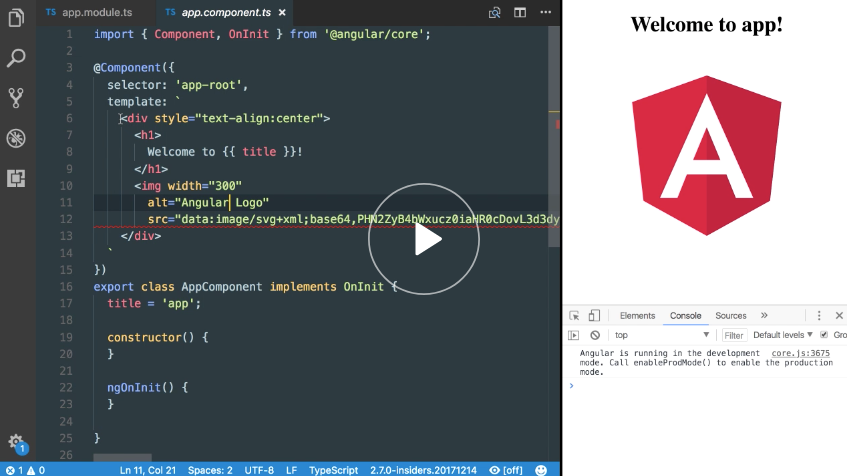 app.module.ts
app.component.ts
1 import { Component, OnInit } from '@angular/core';
2
3 @Component({
4 selector: 'app-root',
5 template: `
6 <div style="text-align:center">
7 <h1>
8 Welcome to {{ title }}!
9 </h1>
10 <img width="300"
11 alt="Angular Logo"
12 src="data:image/svg+xml;base64,
13 </div>
14 `
15 })
16 export class AppComponent implements OnInit {
17 title = 'app';
18
19 constructor() {
20 }
21
22 ngOnInit() {
23 }
24
25 }
26
1
1 0 Ln 11, Col 21 Spaces: 2 UTF-8 LF TypeScript 2.7.0-insiders.20171214 [off]
Welcome to app!
A
Elements Console Sources »
top Filter Default levels Gro
Angular is running in the development core.js:3675
mode. Call enableProdMode() to enable the production
mode.